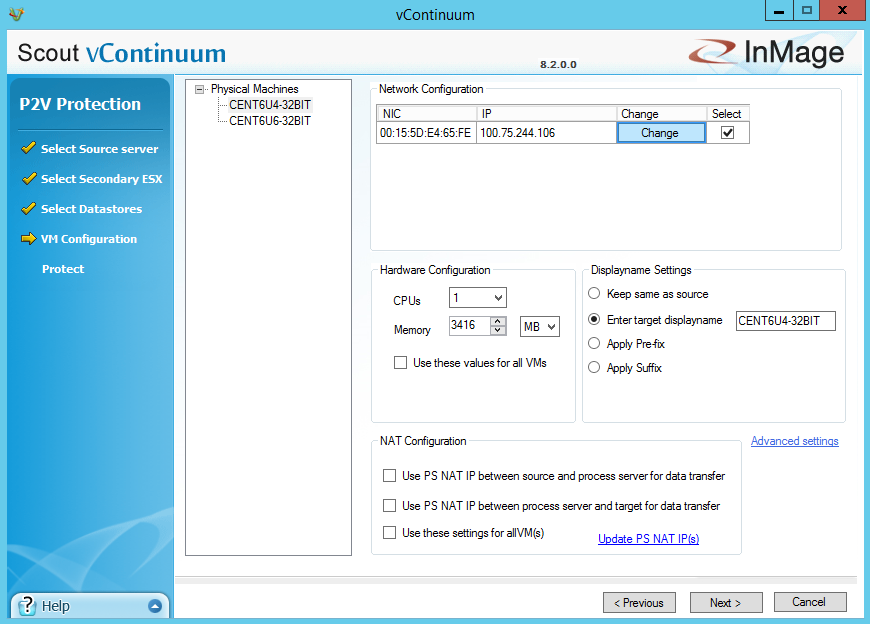 vContinuum
Scout vContinuum
8.2.0.0
InMage
P2V Protection
Select Source server
Select Secondary ESX
Select Datastores
VM Configuration
Protect
Help
Physical Machines
CENT6U4-32BIT
CENT6U6-32BIT
Network Configuration
NIC IP Change Select
00:15:5D:E4:65:FE 100.75.244.106 Change
Hardware Configuration
CPUs 1
Memory 3416 MB
Use these values for all VMs
Displayname Settings
Keep same as source
Enter target displayname CENT6U4-32BIT
Apply Pre-fix
Apply Suffix
NAT Configuration
Advanced settings
Use PS NAT IP between source and process server for data transfer
Use PS NAT IP between process server and target for data transfer
Use these settings for allVM(s)
Update PS NAT IP(s)
< Previous Next > Cancel